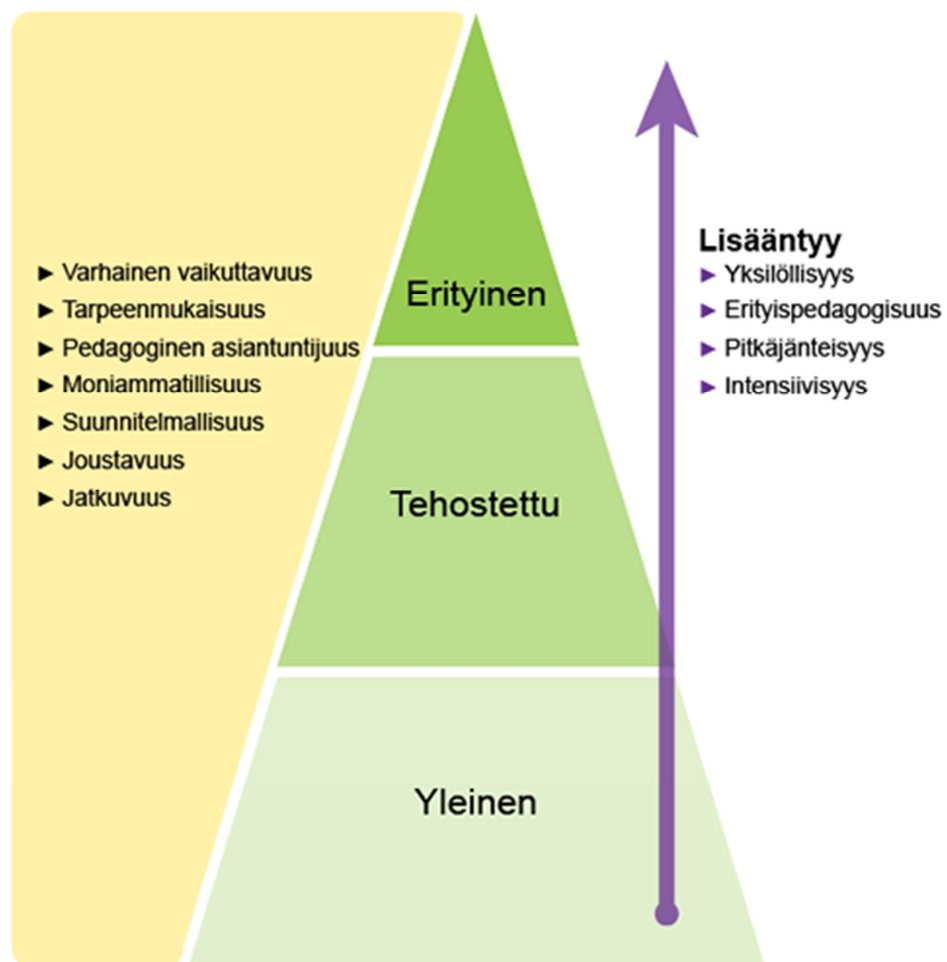 ► Varhainen vaikuttavuus
► Tarpeenmukaisuus
► Pedagoginen asiantuntijuus
► Moniammatillisuus
► Suunnitelmallisuus
► Joustavuus
► Jatkuvuus
Erityinen
Tehostettu
Yleinen
Lisääntyy
► Yksilöllisyys
► Erityispedagogisuus
► Pitkäjänteisyys
► Intensiivisyys